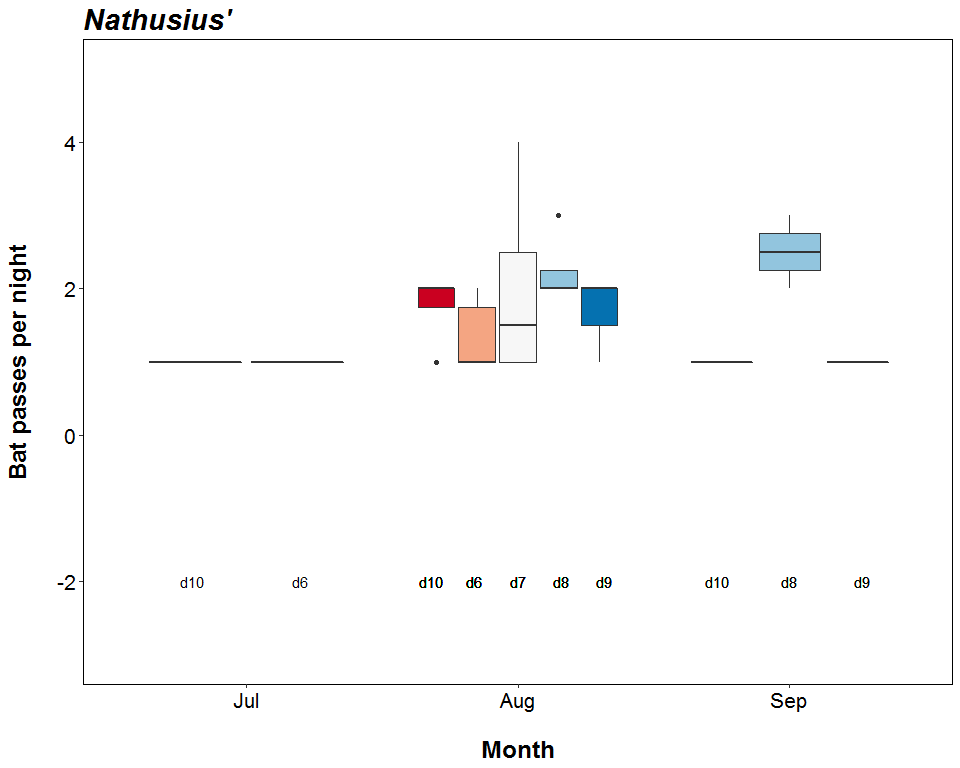 Nathusius'
Bat passes per night
4
2
0
-2
d10 d6 d10 d6 d7 d8 d9 d10 d8 d9
Jul Aug Sep
Month